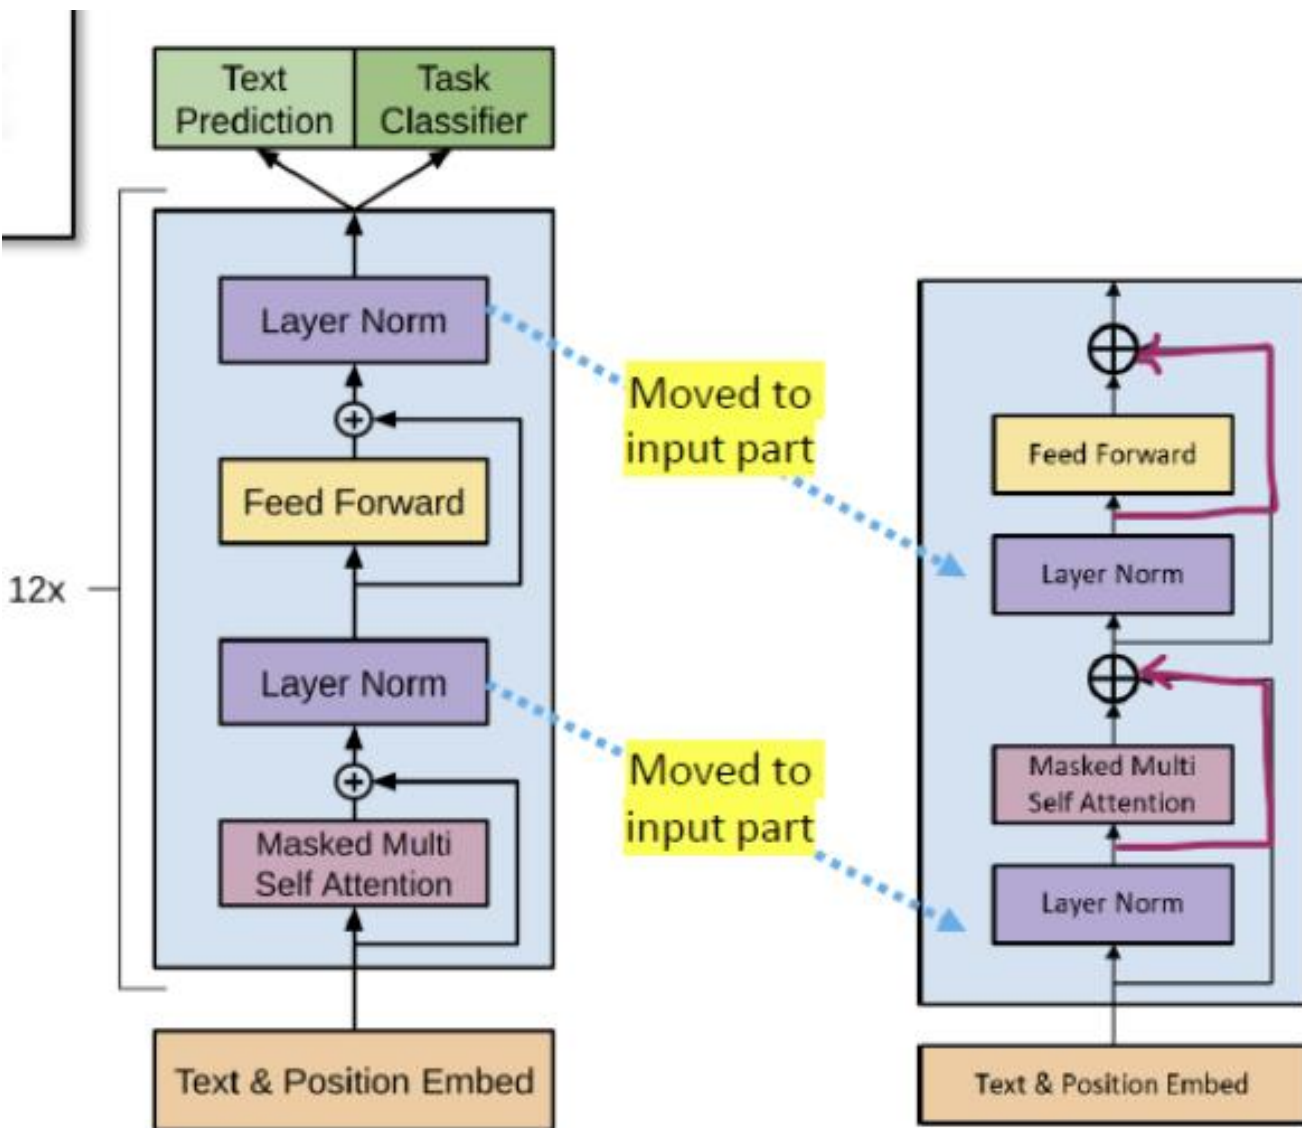 Text
Prediction
Task
Classifier
Layer Norm
Feed Forward
12x
Layer Norm
Masked Multi
Self Attention
Text & Position Embed
Moved to
input part
Moved to
input part
Feed Forward
Layer Norm
Masked Multi
Self Attention
Layer Norm
Text & Position Embed